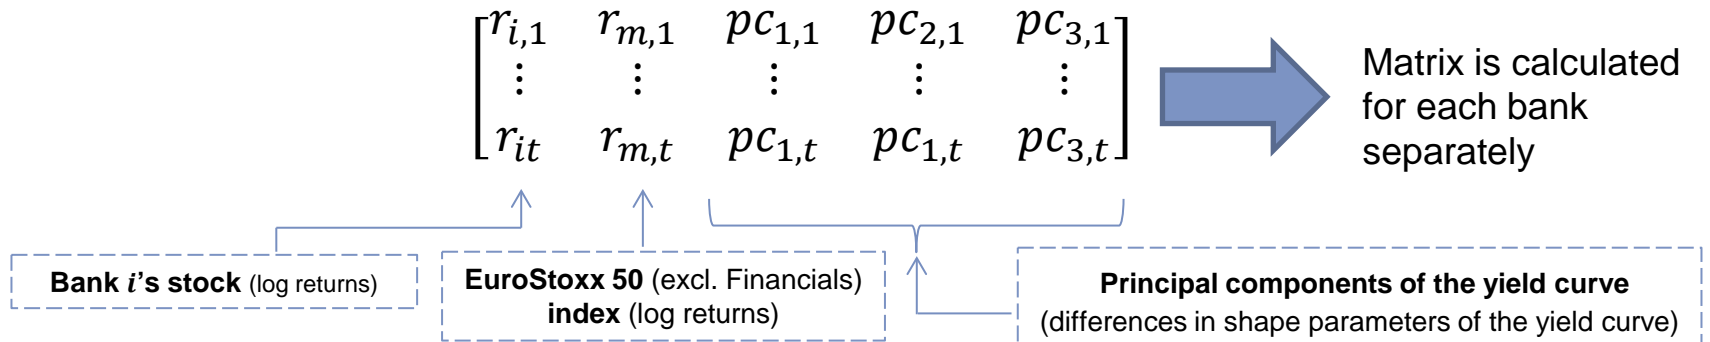 r_{i,1} r_{m,1} pc_{1,1} pc_{2,1} pc_{3,1}
⋮ ⋮ ⋮ ⋮ ⋮
r_{it} r_{m,t} pc_{1,t} pc_{1,t} pc_{3,t}
Matrix is calculated
for each bank
separately
Bank i's stock (log returns)
EuroStoxx 50 (excl. Financials)
index (log returns)
Principal components of the yield curve
(differences in shape parameters of the yield curve)